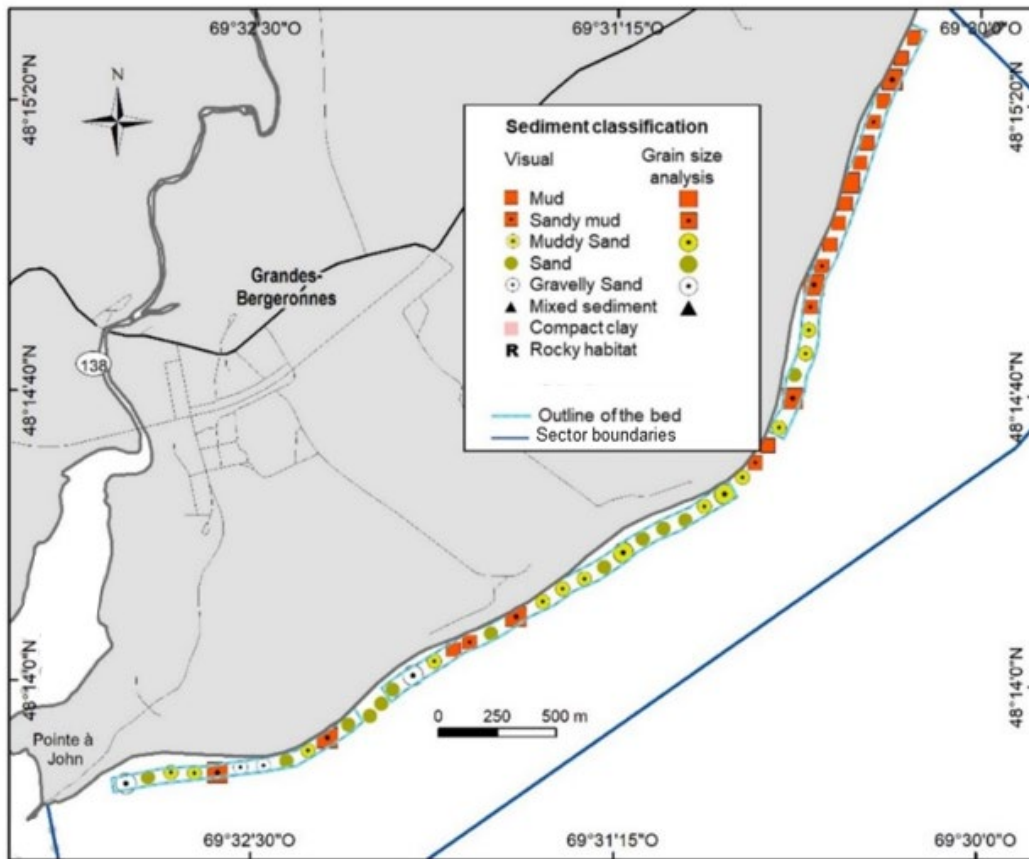 69°32'30"O
69°31'15"O
69°30'0"O
48°15'20"N
48°15'20"N
N
Sediment classification
Visual
Grain size
analysis
Mud
Sandy mud
Muddy Sand
Sand
Gravelly Sand
Mixed sediment
Compact clay
R Rocky habitat
Outline of the bed
Sector boundaries
Grandes-
Bergeronnes
138
48°14'40"N
48°14'40"N
48°14'0"N
48°14'0"N
0 250 500 m
Pointe à
John
69°32'30"O
69°31'15"O
69°30'0"O